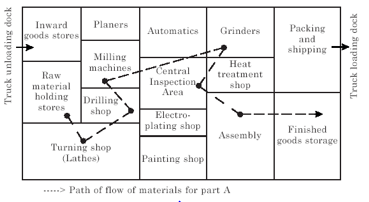 Truck unloading dock
Inward
goods stores
Raw
material
holding
stores
Planers
Milling
machines
Drilling
shop
Turning shop
(Lathes)
Automatics
Central
Inspection
Area
Electro-
plating shop
Painting shop
Grinders
Heat
treatment
shop
Assembly
Packing
and
shipping
Finished
goods storage
Truck loading dock
-----> Path of flow of materials for part A